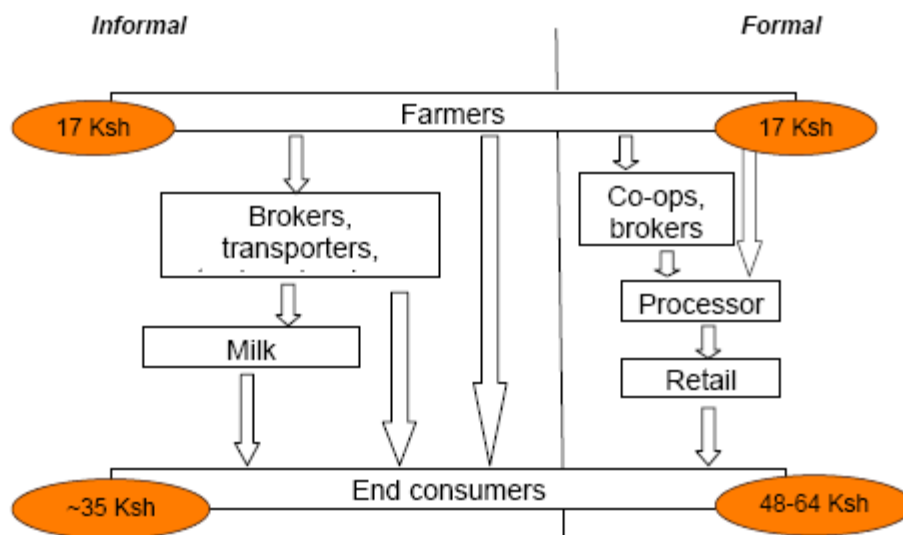 Informal
Formal
17 Ksh
Farmers
17 Ksh
Brokers,
transporters,
Co-ops,
brokers
Processor
Milk
Retail
End consumers
~35 Ksh
48-64 Ksh